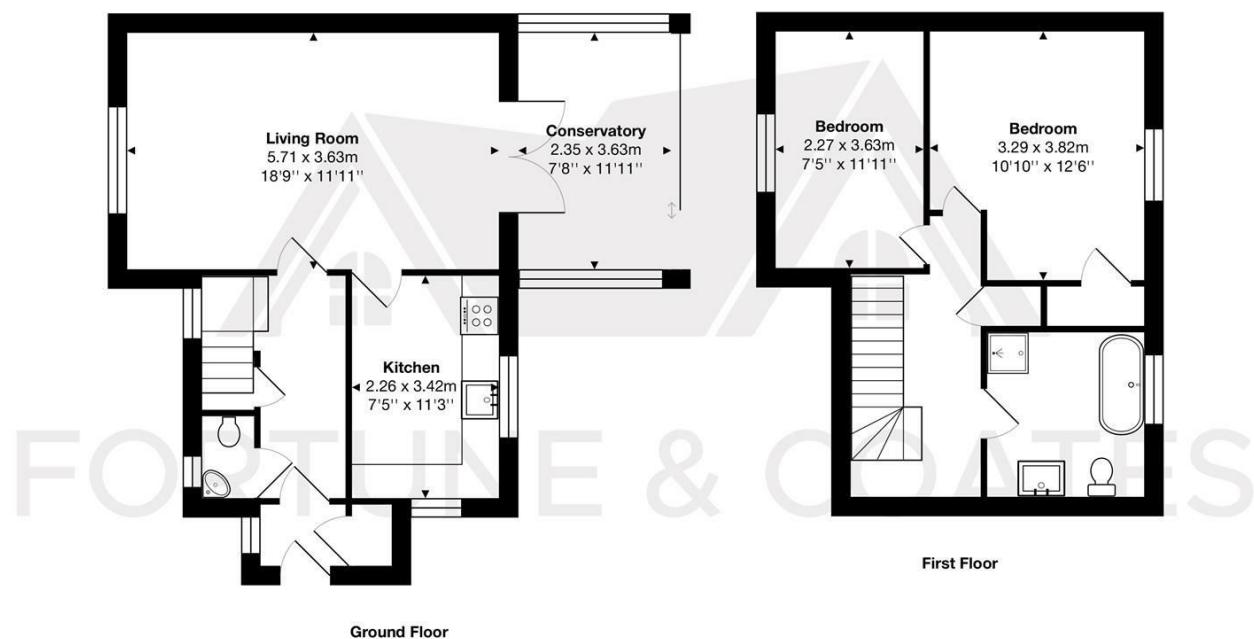 Living Room
5.71 x 3.63m
18'9'' x 11'11''
Conservatory
2.35 x 3.63m
7'8'' x 11'11''
Kitchen
2.26 x 3.42m
7'5'' x 11'3''
Ground Floor
Bedroom
2.27 x 3.63m
7'5'' x 11'11''
Bedroom
3.29 x 3.82m
10'10'' x 12'6''
First Floor
FORTUNE & COATES